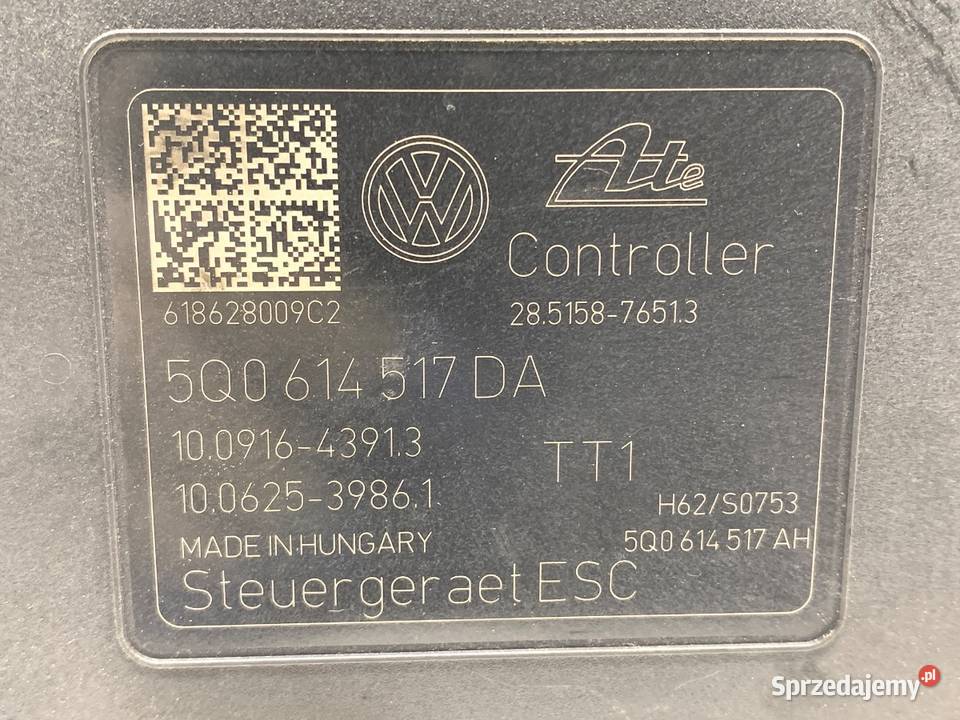 Ate
Controller
618628009C2
28.5158-7651.3
5Q0 614 517 DA
10.0916-4391.3
TT1
10.0625-3986.1
H62/S0753
MADE IN HUNGARY
5Q0 614 517 AH
Steuergeraet ESC
Sprzedajemy.pl